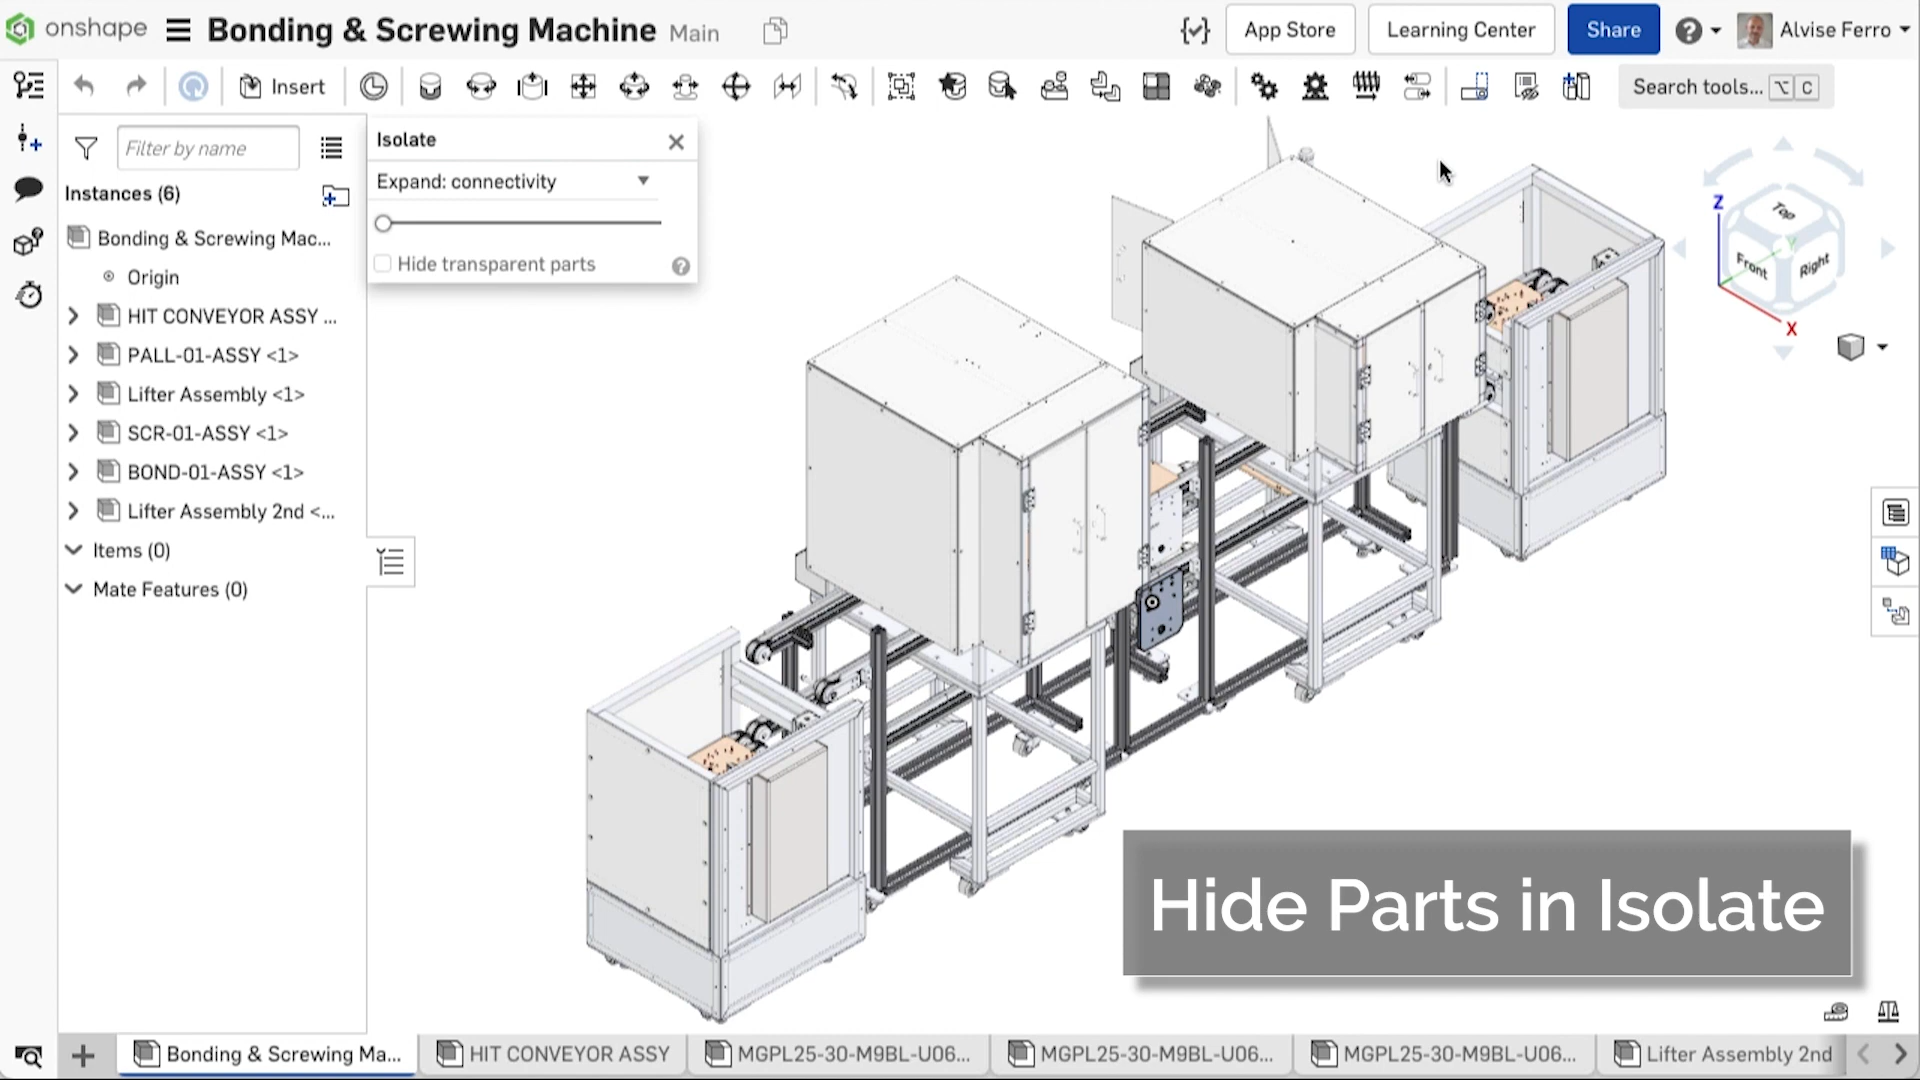 onshape
Bonding & Screwing Machine Main
App Store
Learning Center
Share
Alvise Ferro
Insert
Search tools... ⌥ C
Filter by name
Instances (6)
Bonding & Screwing Mac...
Origin
HIT CONVEYOR ASSY ...
PALL-01-ASSY <1>
Lifter Assembly <1>
SCR-01-ASSY <1>
BOND-01-ASSY <1>
Lifter Assembly 2nd <...
Items (0)
Mate Features (0)
Isolate
Expand: connectivity
Hide transparent parts
Z
Top
Y
Front
Right
X
Hide Parts in Isolate
Bonding & Screwing Ma...
HIT CONVEYOR ASSY
MGPL25-30-M9BL-U06...
MGPL25-30-M9BL-U06...
MGPL25-30-M9BL-U06...
Lifter Assembly 2nd